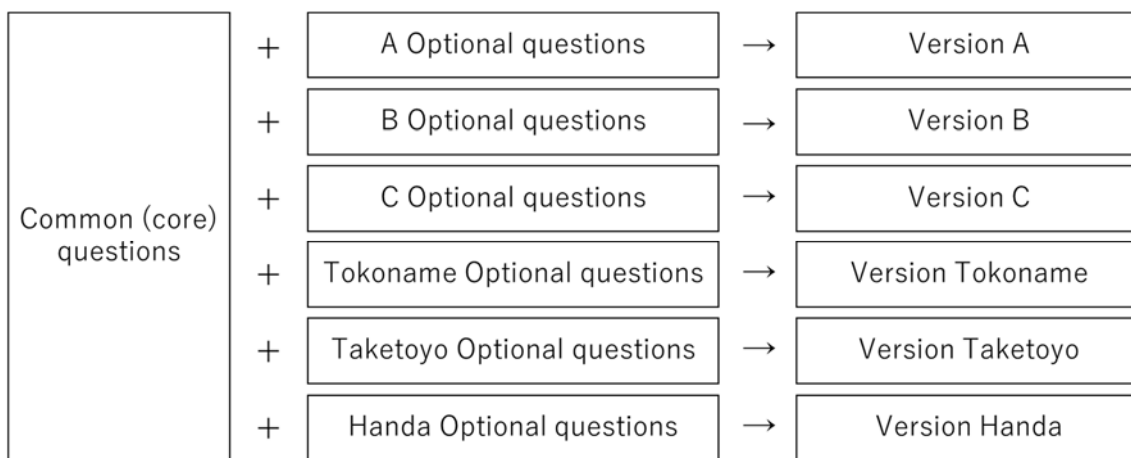 Common (core)
questions
+ A Optional questions → Version A
+ B Optional questions → Version B
+ C Optional questions → Version C
+ Tokoname Optional questions → Version Tokoname
+ Taketoyo Optional questions → Version Taketoyo
+ Handa Optional questions → Version Handa